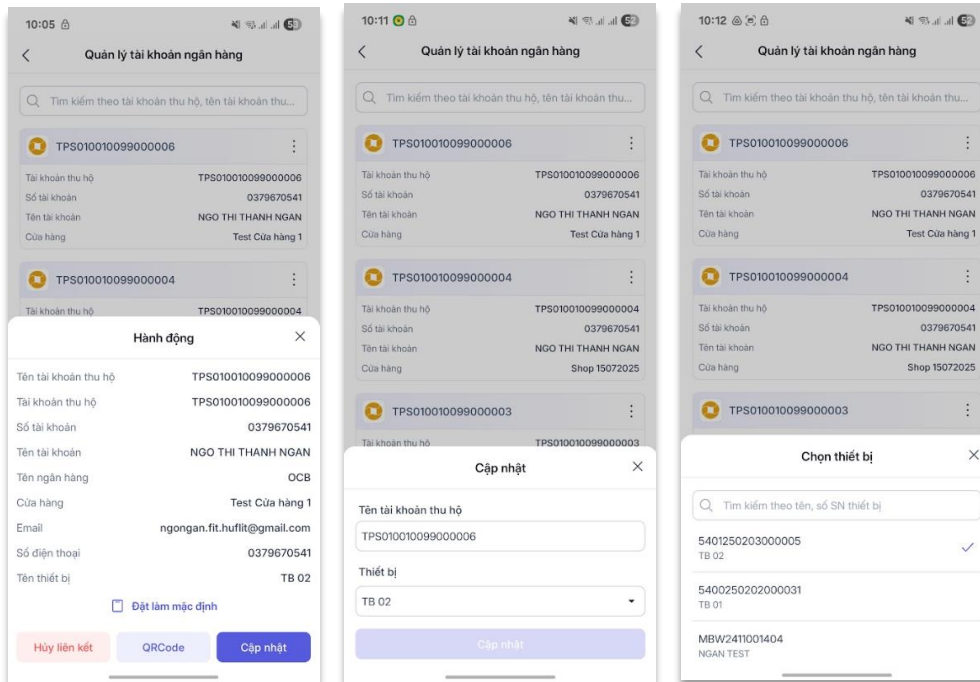 10:05
53
Quản lý tài khoản ngân hàng
Tìm kiếm theo tài khoản thu hộ, tên tài khoản thu...
TPS010010099000006
Tài khoản thu hộ TPS010010099000006
Số tài khoản 0379670541
Tên tài khoản NGO THI THANH NGAN
Cửa hàng Test Cửa hàng 1
TPS010010099000004
Tài khoản thu hộ TPS010010099000004
Hành động
Tên tài khoản thu hộ TPS010010099000006
Tài khoản thu hộ TPS010010099000006
Số tài khoản 0379670541
Tên tài khoản NGO THI THANH NGAN
Tên ngân hàng OCB
Cửa hàng Test Cửa hàng 1
Email ngongan.fit.huflit@gmail.com
Số điện thoại 0379670541
Tên thiết bị TB 02
Đặt làm mặc định
Hủy liên kết QRCode Cập nhật
10:11 52
Quản lý tài khoản ngân hàng
Tìm kiếm theo tài khoản thu hộ, tên tài khoản thu...
TPS010010099000006
Tài khoản thu hộ TPS010010099000006
Số tài khoản 0379670541
Tên tài khoản NGO THI THANH NGAN
Cửa hàng Test Cửa hàng 1
TPS010010099000004
Tài khoản thu hộ TPS010010099000004
Số tài khoản 0379670541
Tên tài khoản NGO THI THANH NGAN
Cửa hàng Shop 15072025
TPS010010099000003
Tài khoản thu hộ TPS010010099000003
Cập nhật
Tên tài khoản thu hộ
TPS010010099000006
Thiết bị
TB 02
Cập nhật
10:12 52
Quản lý tài khoản ngân hàng
Tìm kiếm theo tài khoản thu hộ, tên tài khoản thu...
TPS010010099000006
Tài khoản thu hộ TPS010010099000006
Số tài khoản 0379670541
Tên tài khoản NGO THI THANH NGAN
Cửa hàng Test Cửa hàng 1
TPS010010099000004
Tài khoản thu hộ TPS010010099000004
Số tài khoản 0379670541
Tên tài khoản NGO THI THANH NGAN
Cửa hàng Shop 15072025
TPS010010099000003
Chọn thiết bị
Tìm kiếm theo tên, số SN thiết bị
5401250203000005
TB 02
5400250202000031
TB 01
MBW2411001404
NGAN TEST